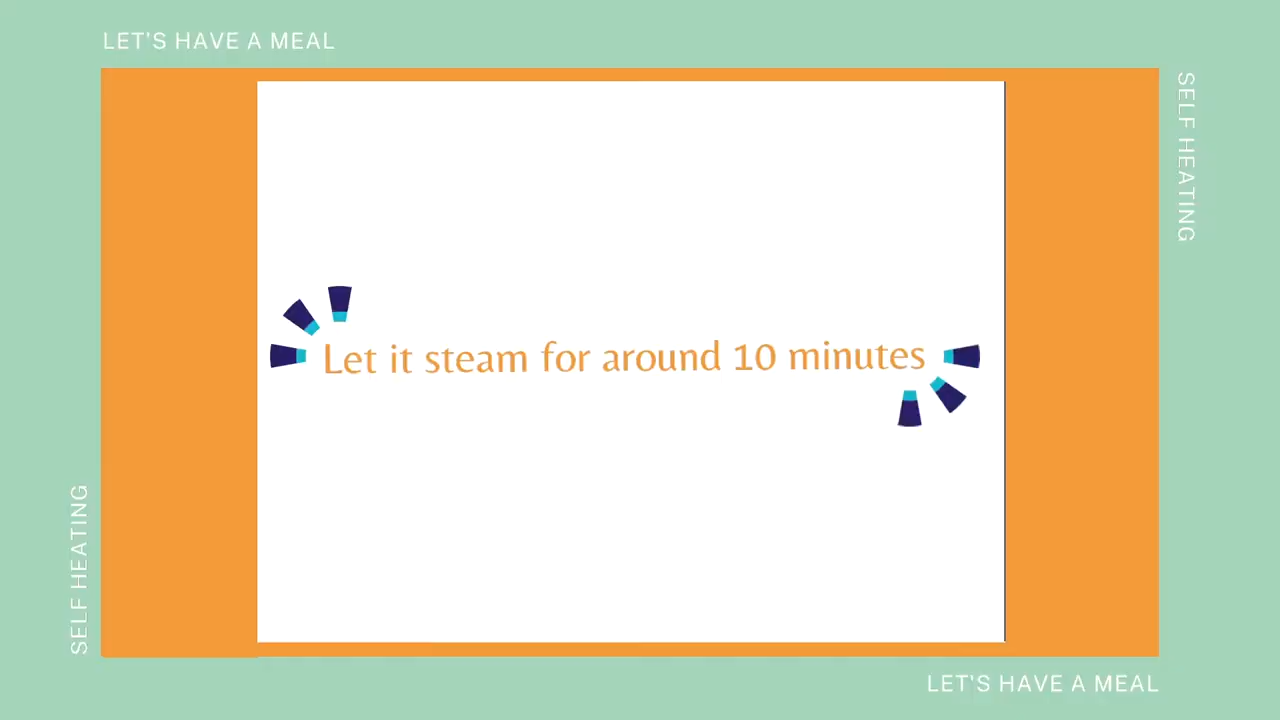 LET'S HAVE A MEAL
SELF HEATING
Let it steam for around 10 minutes
SELF HEATING
LET'S HAVE A MEAL